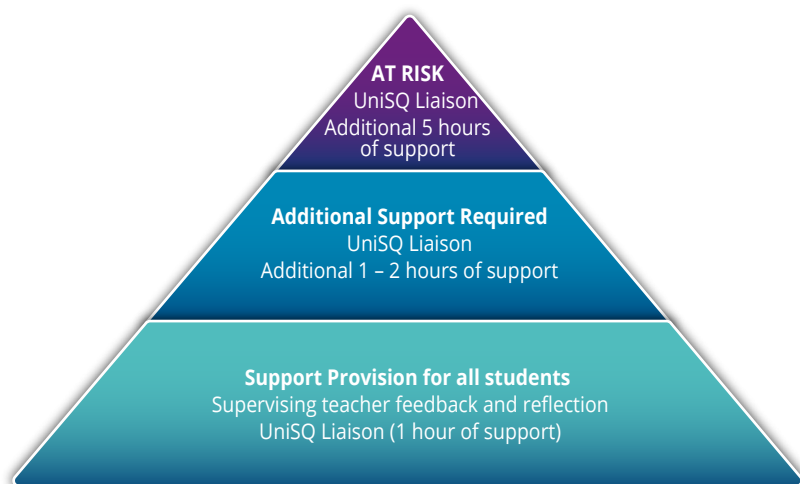 AT RISK
UniSQ Liaison
Additional 5 hours
of support
Additional Support Required
UniSQ Liaison
Additional 1 – 2 hours of support
Support Provision for all students
Supervising teacher feedback and reflection
UniSQ Liaison (1 hour of support)